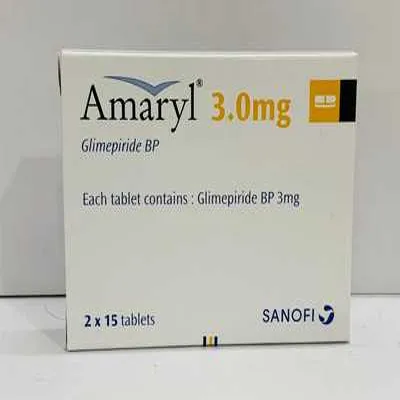 Amaryl® 3.0mg
Glimepiride BP
Each tablet contains : Glimepiride BP 3mg
2 x 15 tablets
SANOFI